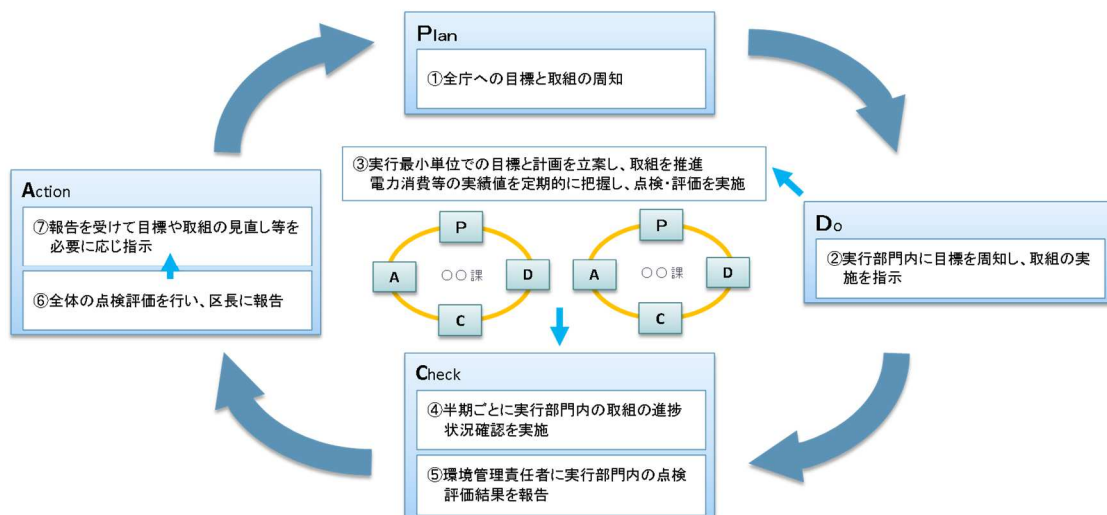 Plan
①全庁への目標と取組の周知
③実行最小単位での目標と計画を立案し、取組を推進
電力消費等の実績値を定期的に把握し、点検・評価を実施
Action
⑦報告を受けて目標や取組の見直し等を
必要に応じ指示
⑥全体の点検評価を行い、区長に報告
Do
②実行部門内に目標を周知し、取組の実
施を指示
P
A
○○課
D
C
P
A
○○課
D
C
Check
④半期ごとに実行部門内の取組の進捗
状況確認を実施
⑤環境管理責任者に実行部門内の点検
評価結果を報告